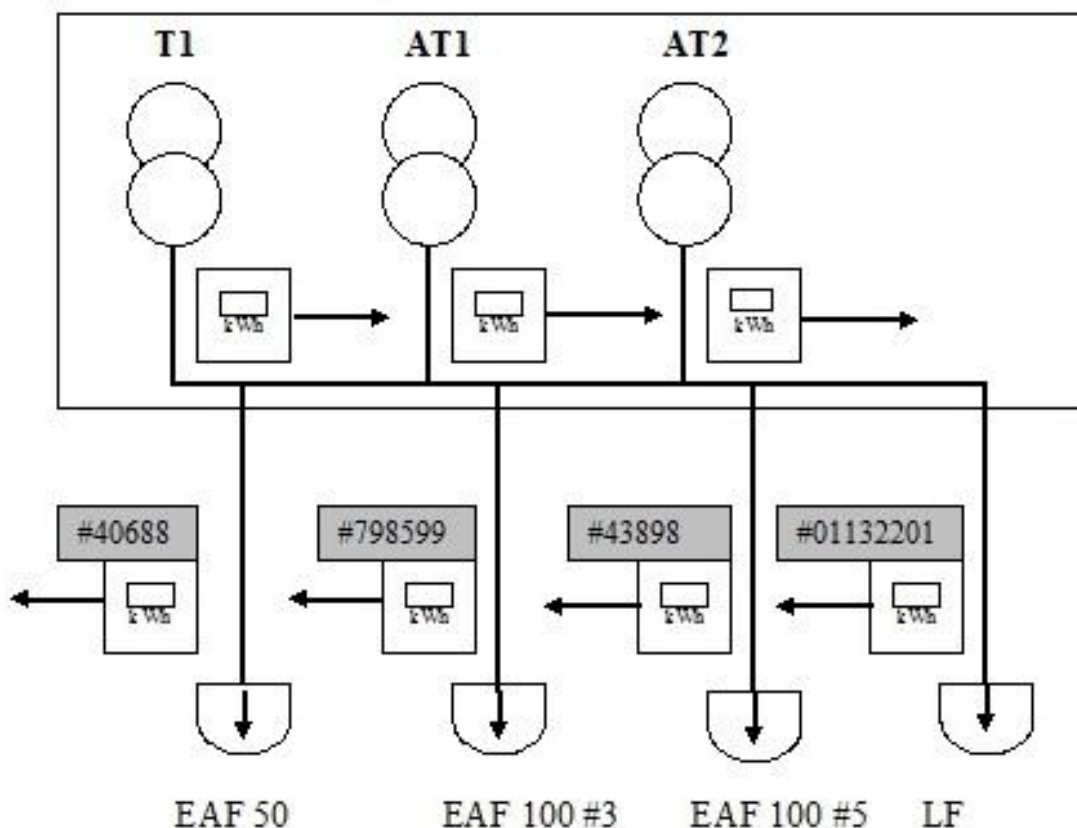 T1 AT1 AT2
kWh kWh kWh
#40688 #798599 #43898 #01132201
kWh kWh kWh kWh
EAF 50 EAF 100 #3 EAF 100 #5 LF